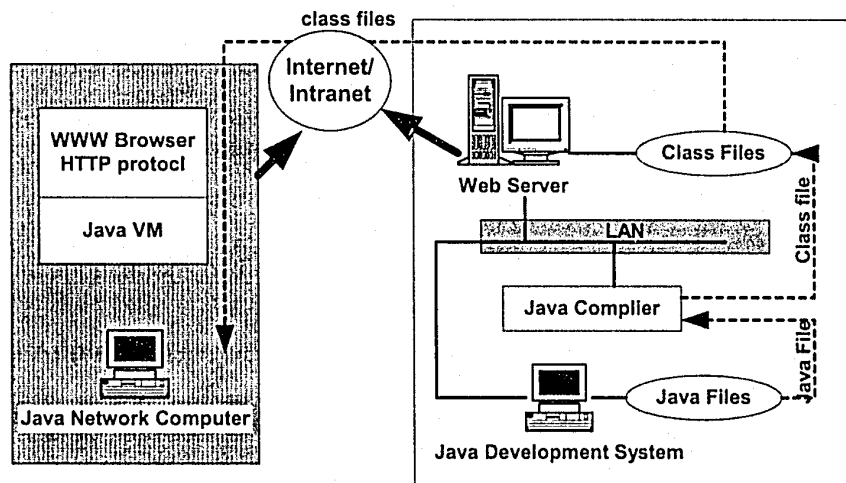 class files
Internet/
Intranet
WWW Browser
HTTP protocl
Java VM
Java Network Computer
Web Server
Class Files
Class file
LAN
Java Complier
Java File
Java Files
Java Development System